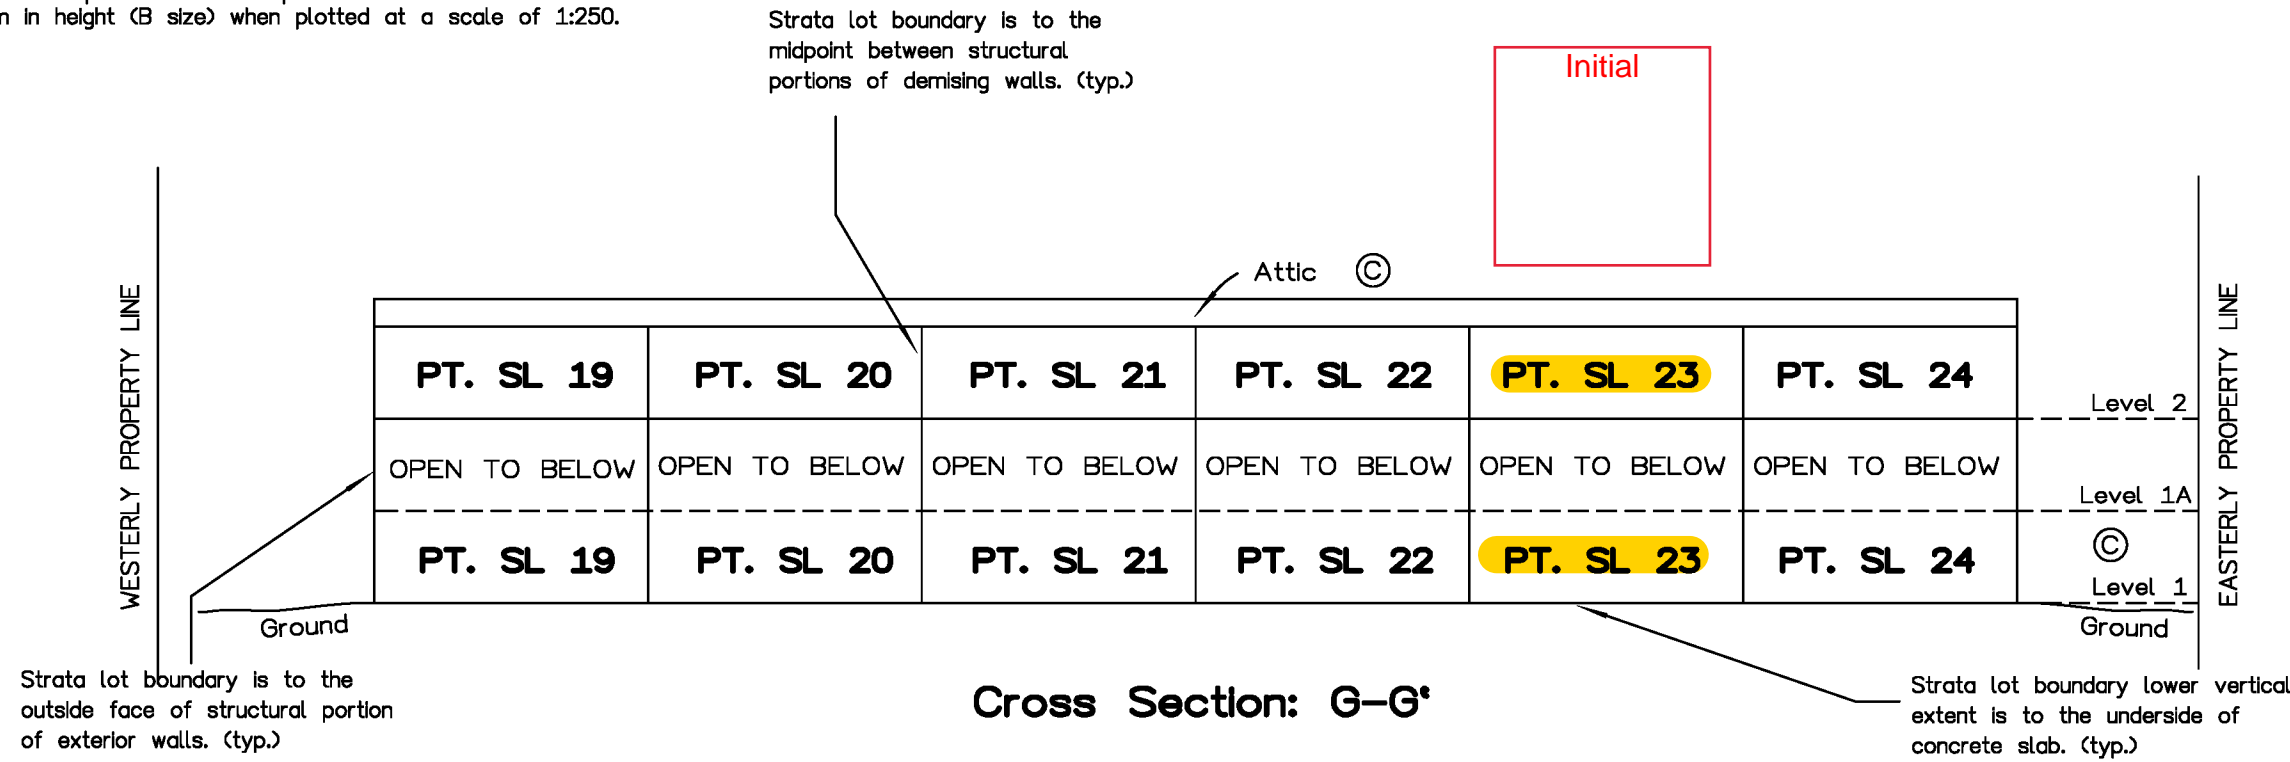 n in height (B size) when plotted at a scale of 1:250.
Strata lot boundary is to the
midpoint between structural
portions of demising walls. (typ.)
Initial
Attic ©
WESTERLY PROPERTY LINE
EASTERLY PROPERTY LINE
PT. SL 19 PT. SL 20 PT. SL 21 PT. SL 22 PT. SL 23 PT. SL 24
Level 2
OPEN TO BELOW OPEN TO BELOW OPEN TO BELOW OPEN TO BELOW OPEN TO BELOW OPEN TO BELOW
Level 1A
PT. SL 19 PT. SL 20 PT. SL 21 PT. SL 22 PT. SL 23 PT. SL 24
©
Level 1
Ground
Ground
Strata lot boundary is to the
outside face of structural portion
of exterior walls. (typ.)
Cross Section: G-G'
Strata lot boundary lower vertical
extent is to the underside of
concrete slab. (typ.)